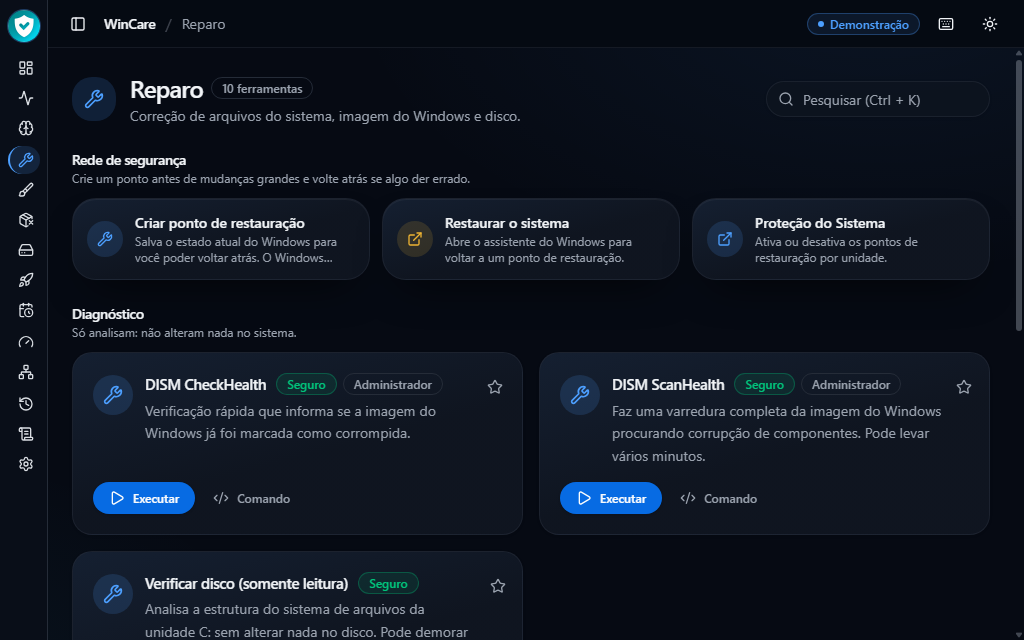 WinCare / Reparo
Demonstração
Reparo
10 ferramentas
Correção de arquivos do sistema, imagem do Windows e disco.
Pesquisar (Ctrl + K)
Rede de segurança
Crie um ponto antes de mudanças grandes e volte atrás se algo der errado.
Criar ponto de restauração
Salva o estado atual do Windows para
você poder voltar atrás. O Windows...
Restaurar o sistema
Abre o assistente do Windows para
voltar a um ponto de restauração.
Proteção do Sistema
Ativa ou desativa os pontos de
restauração por unidade.
Diagnóstico
Só analisam: não alteram nada no sistema.
DISM CheckHealth
Seguro
Administrador
Verificação rápida que informa se a imagem do
Windows já foi marcada como corrompida.
Executar
Comando
DISM ScanHealth
Seguro
Administrador
Faz uma varredura completa da imagem do Windows
procurando corrupção de componentes. Pode levar
vários minutos.
Executar
Comando
Verificar disco (somente leitura)
Seguro
Analisa a estrutura do sistema de arquivos da
unidade C: sem alterar nada no disco. Pode demorar